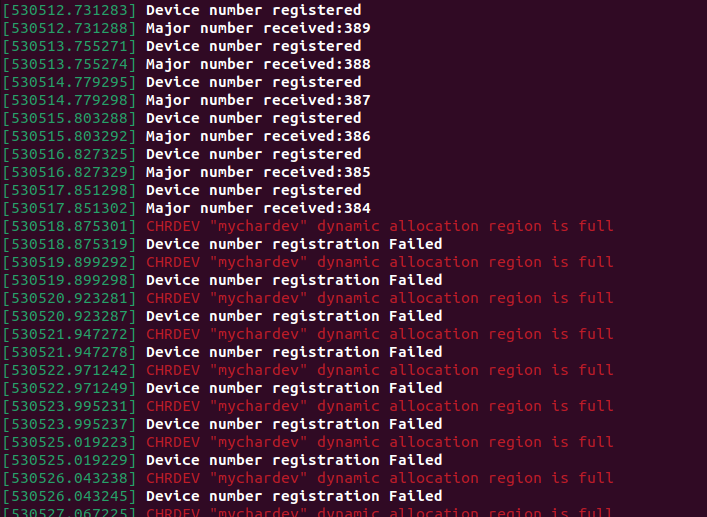 [530512.731283] Device number registered
[530512.731288] Major number received:389
[530513.755271] Device number registered
[530513.755274] Major number received:388
[530514.779295] Device number registered
[530514.779298] Major number received:387
[530515.803288] Device number registered
[530515.803292] Major number received:386
[530516.827325] Device number registered
[530516.827329] Major number received:385
[530517.851298] Device number registered
[530517.851302] Major number received:384
[530518.875301] CHRDEV "mychardev" dynamic allocation region is full
[530518.875319] Device number registration Failed
[530519.899292] CHRDEV "mychardev" dynamic allocation region is full
[530519.899298] Device number registration Failed
[530520.923281] CHRDEV "mychardev" dynamic allocation region is full
[530520.923287] Device number registration Failed
[530521.947272] CHRDEV "mychardev" dynamic allocation region is full
[530521.947278] Device number registration Failed
[530522.971242] CHRDEV "mychardev" dynamic allocation region is full
[530522.971249] Device number registration Failed
[530523.995231] CHRDEV "mychardev" dynamic allocation region is full
[530523.995237] Device number registration Failed
[530525.019223] CHRDEV "mychardev" dynamic allocation region is full
[530525.019229] Device number registration Failed
[530526.043238] CHRDEV "mychardev" dynamic allocation region is full
[530526.043245] Device number registration Failed
[530527.067225] CHRDEV "mychardev" dynamic allocation region is full